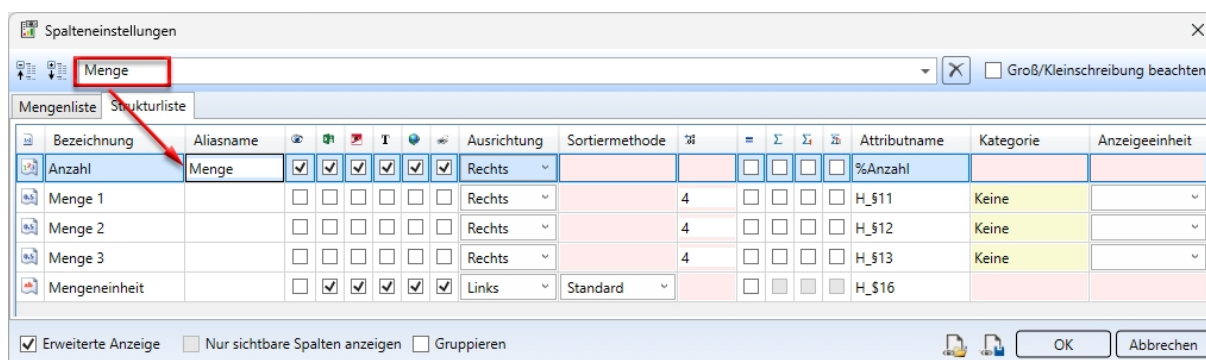 Spalteneinstellungen
Menge Groß/Kleinschreibung beachten
Mengenliste Strukturliste
Bezeichnung Aliasname T Ausrichtung Sortiermethode = Σ Attributname Kategorie Anzeigeeinheit
Anzahl Menge Rechts %Anzahl
Menge 1 Rechts 4 H_§11 Keine
Menge 2 Rechts 4 H_§12 Keine
Menge 3 Rechts 4 H_§13 Keine
Mengeneinheit Links Standard H_$16
Erweiterte Anzeige Nur sichtbare Spalten anzeigen Gruppieren OK Abbrechen